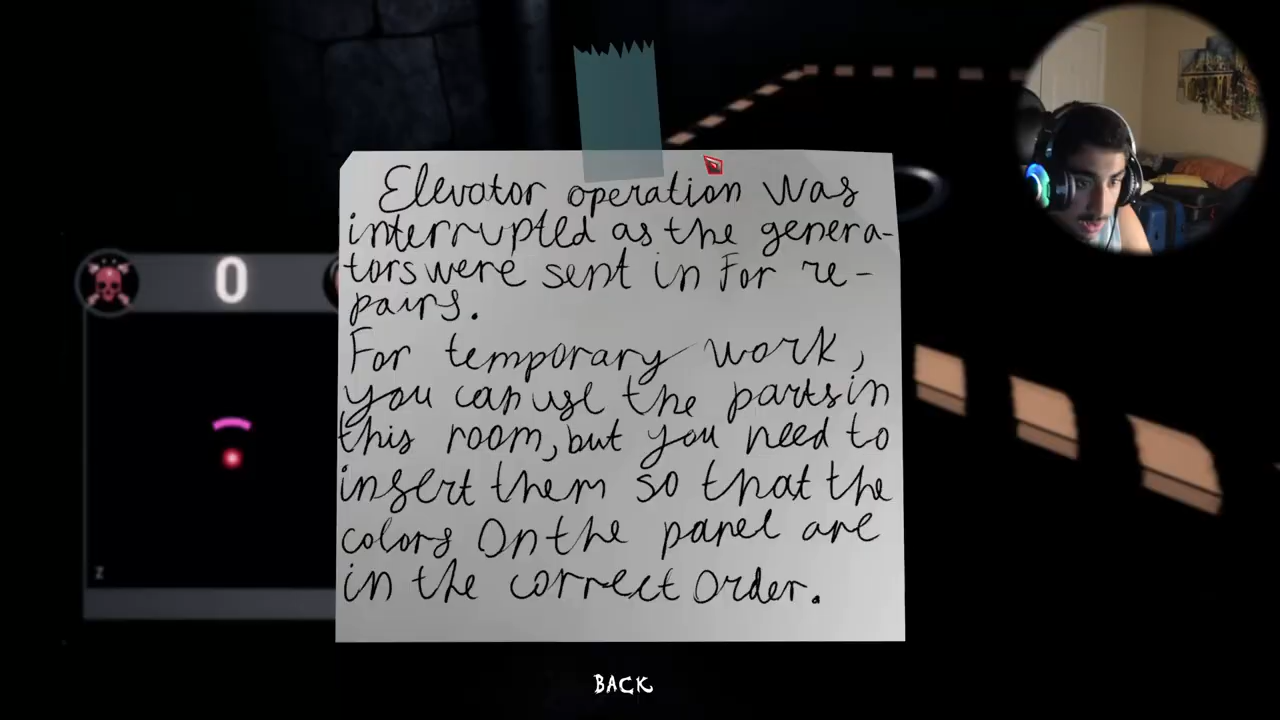 Elevator operation was
interrupted as the genera-
tors were sent in For re-
pairs.
For temporary work,
you can use the parts in
this room, but you need to
insert them so that the
colors On the panel are
in the correct Order.
0
z
BACK